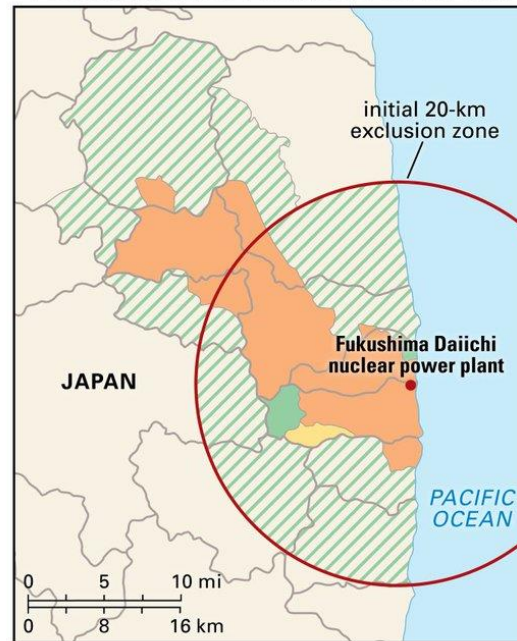 initial 20-km
exclusion zone
Fukushima Daiichi
nuclear power plant
JAPAN
PACIFIC
OCEAN
0 5 10 mi
0 8 16 km